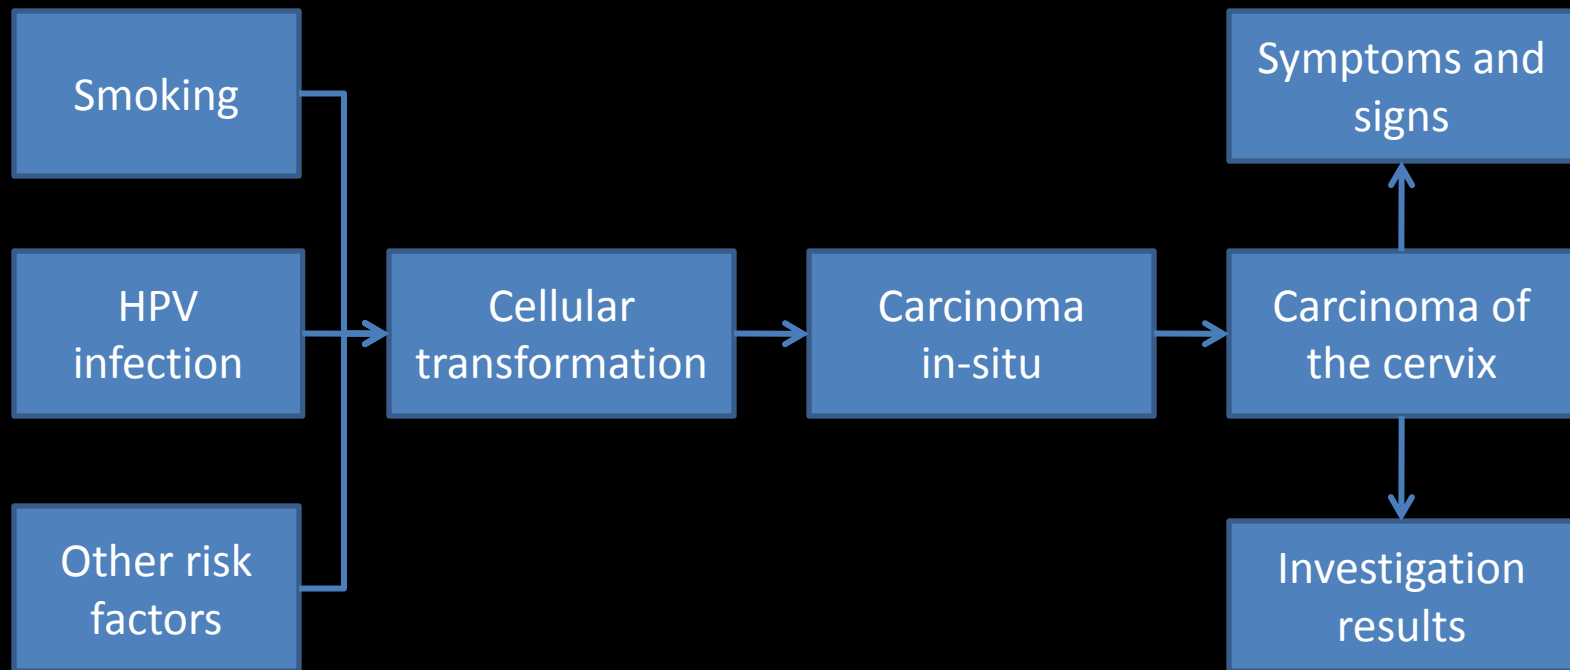 Smoking
HPV
infection
Other risk
factors
Cellular
transformation
Carcinoma
in-situ
Symptoms and
signs
Carcinoma of
the cervix
Investigation
results